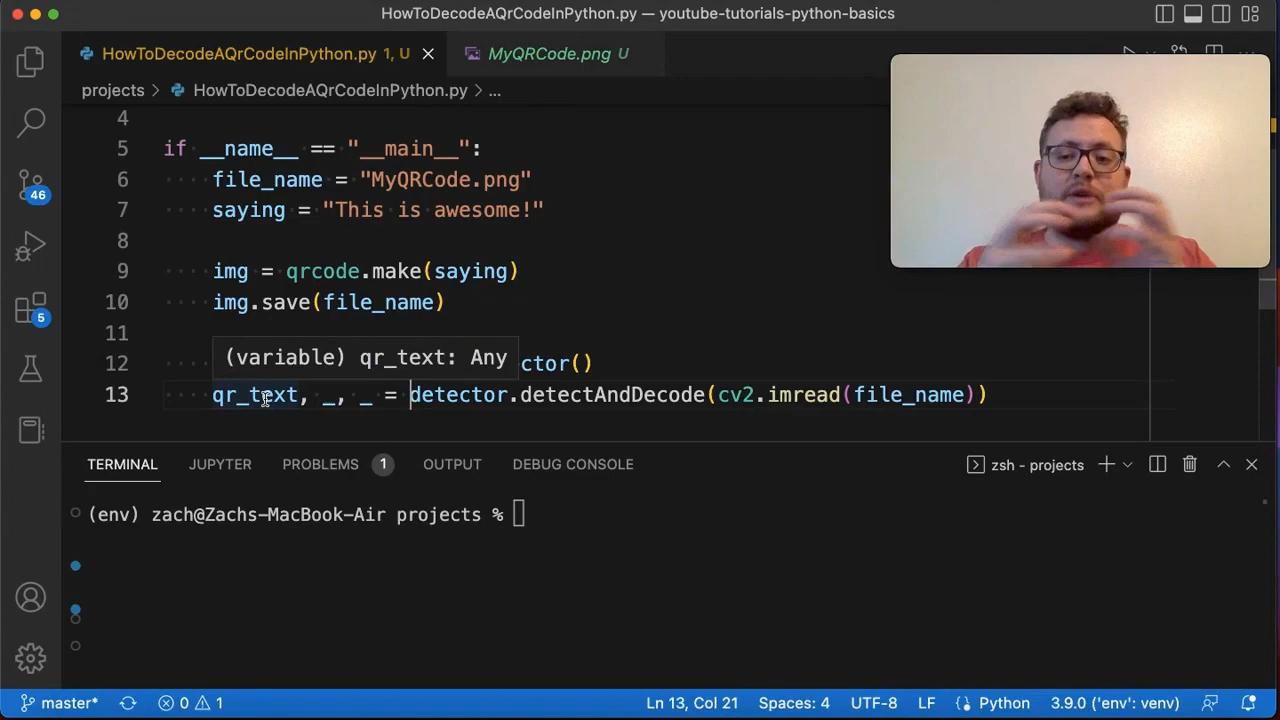 HowToDecodeAQrCodeInPython.py — youtube-tutorials-python-basics
HowToDecodeAQrCodeInPython.py 1, U
MyQRCode.png U
projects > HowToDecodeAQrCodeInPython.py > ...
4
5 if __name__ == "__main__":
6 file_name = "MyQRCode.png"
7 saying = "This is awesome!"
8
9 img = qrcode.make(saying)
10 img.save(file_name)
11
(variable) qr_text: Any
12 ctor()
13 qr_text, _, _ = detector.detectAndDecode(cv2.imread(file_name))
46
5
TERMINAL JUPYTER PROBLEMS 1 OUTPUT DEBUG CONSOLE zsh - projects
(env) zach@Zachs-MacBook-Air projects %
master* 0 1 Ln 13, Col 21 Spaces: 4 UTF-8 LF Python 3.9.0 ('env': venv)